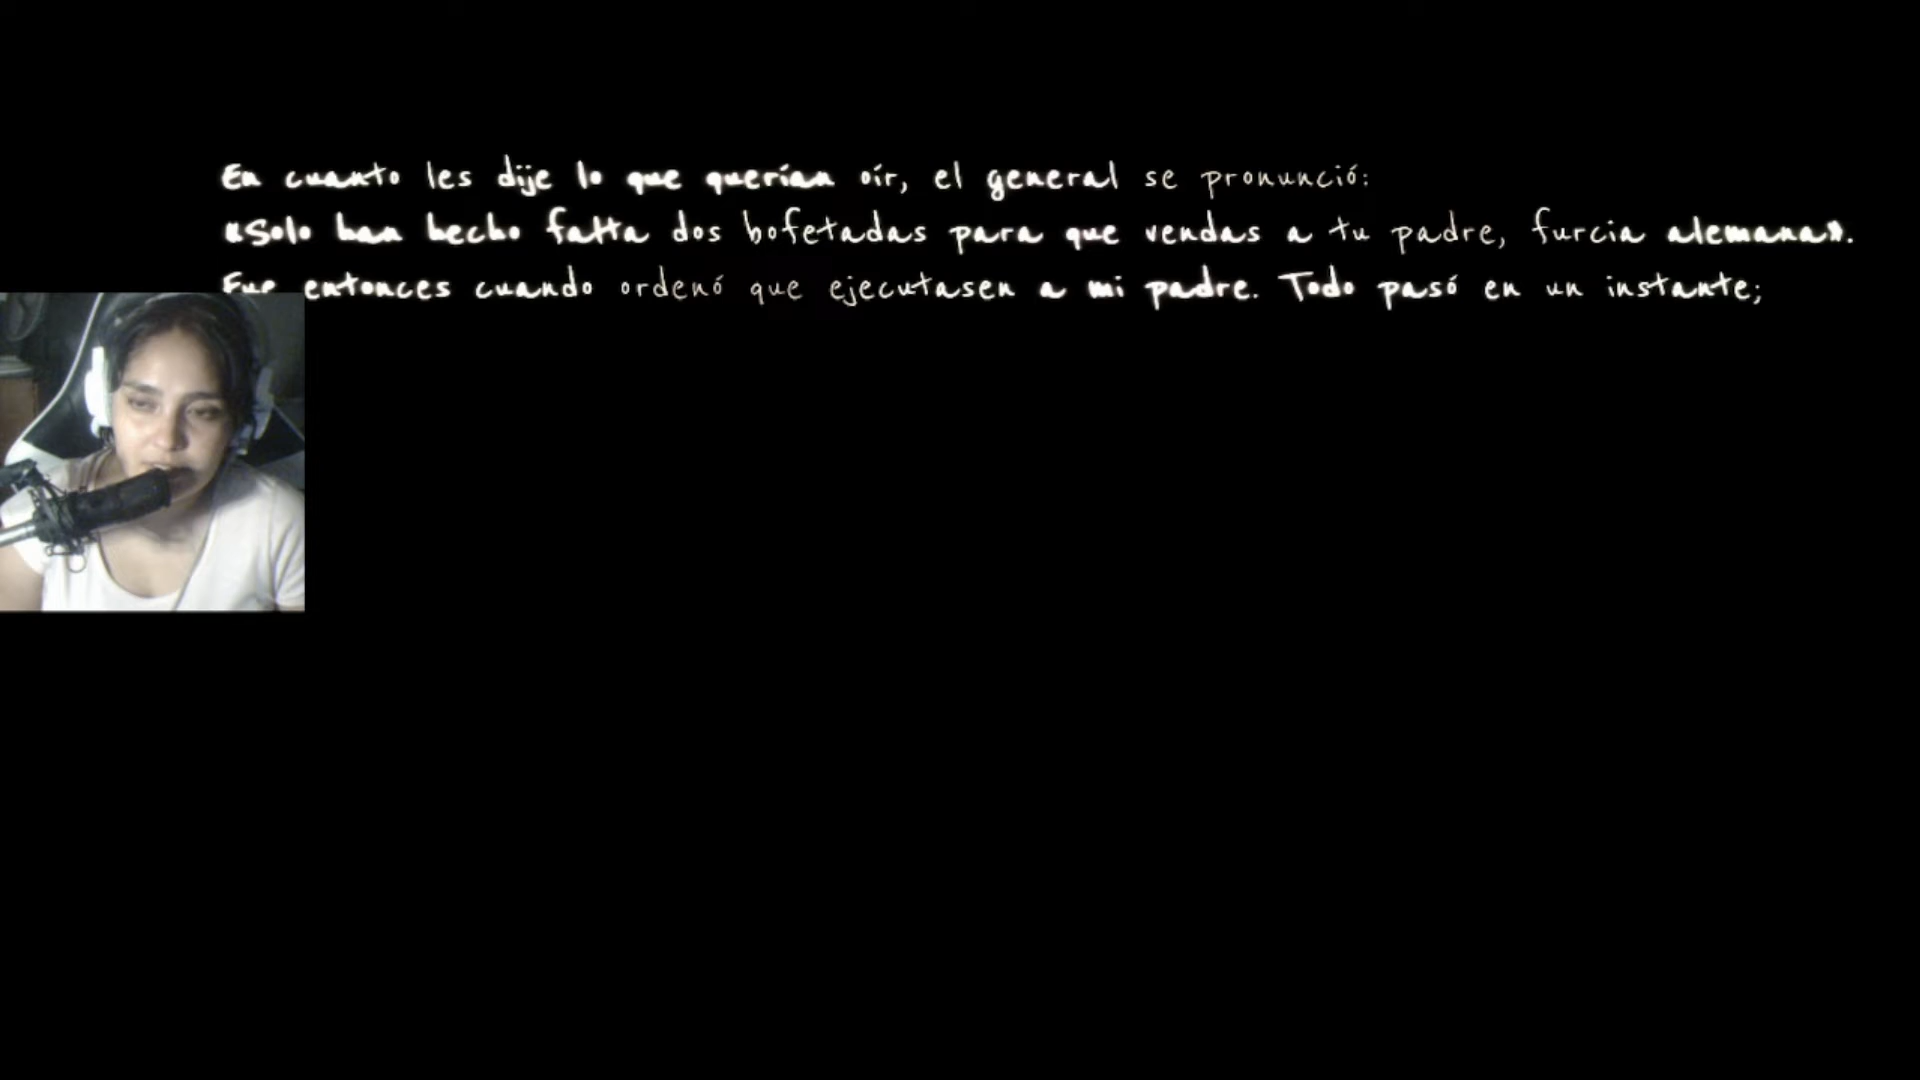 En cuanto les dije lo que querían oír, el general se pronunció:
«Solo han hecho falta dos bofetadas para que vendas a tu padre, furcia alemana».
Fue entonces cuando ordenó que ejecutasen a mi padre. Todo pasó en un instante;